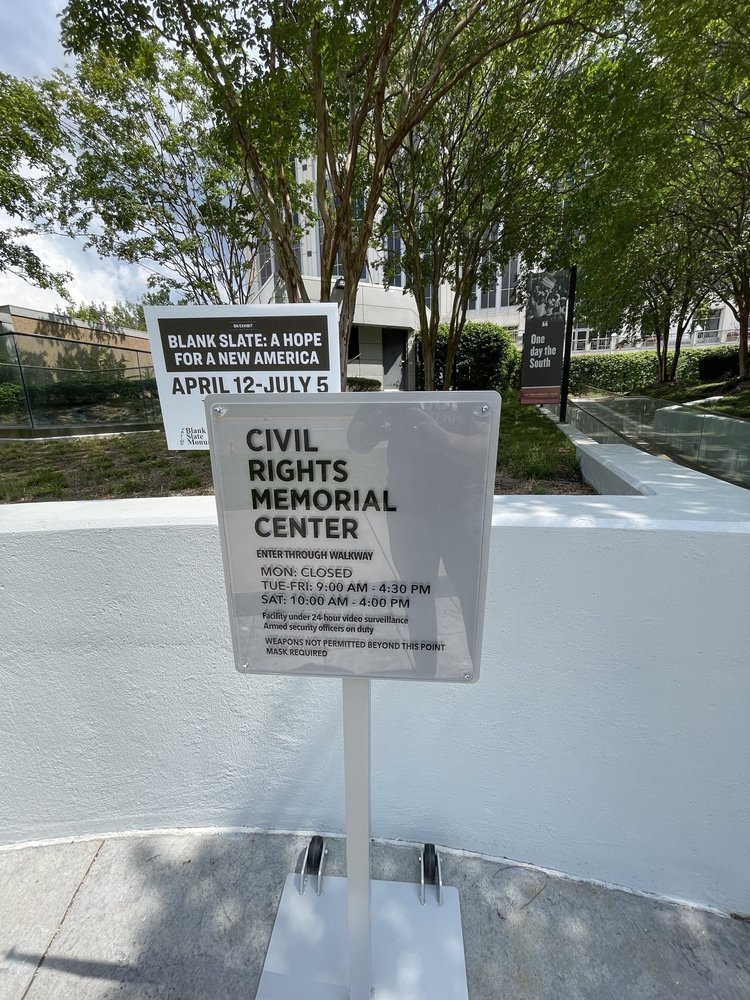 ON EXHIBIT
BLANK SLATE: A HOPE
FOR A NEW AMERICA
APRIL 12-JULY 5
Blank Slate
“
One
day the
South
CIVIL
RIGHTS
MEMORIAL
CENTER
ENTER THROUGH WALKWAY
MON: CLOSED
TUE-FRI: 9:00 AM - 4:30 PM
SAT: 10:00 AM - 4:00 PM
Facility under 24-hour video surveillance
Armed security officers on duty
WEAPONS NOT PERMITTED BEYOND THIS POINT
MASK REQUIRED